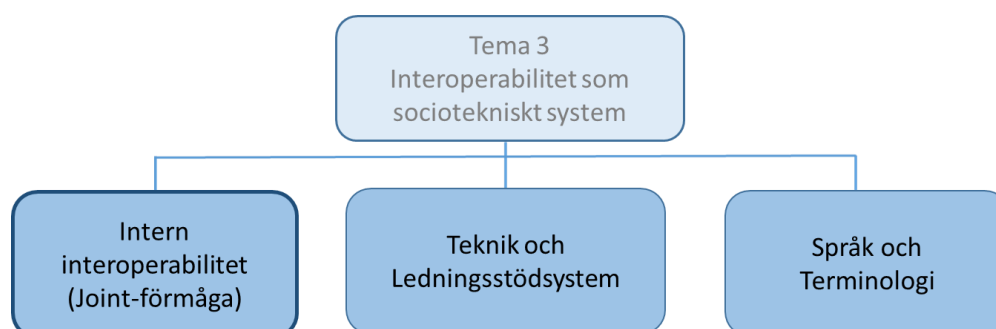 Tema 3
Interoperabilitet som
sociotekniskt system
Intern
interoperabilitet
(Joint-förmåga)
Teknik och
Ledningsstödsystem
Språk och
Terminologi